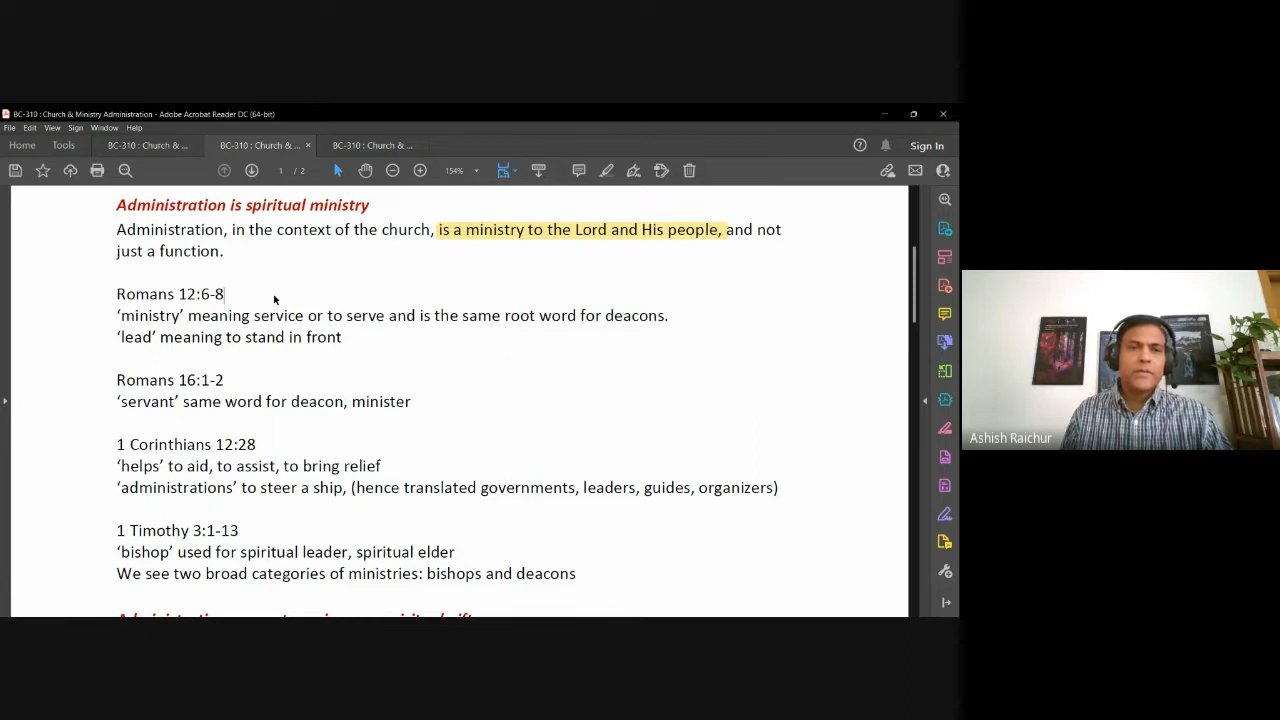 BC-310 : Church & Ministry Administration - Adobe Acrobat Reader DC (64-bit)
File Edit View Sign Window Help
Home Tools BC-310 : Church & ... BC-310 : Church & ... × BC-310 : Church & ... Sign In
1 / 2 154%
Administration is spiritual ministry
Administration, in the context of the church, is a ministry to the Lord and His people, and not
just a function.
Romans 12:6-8
‘ministry’ meaning service or to serve and is the same root word for deacons.
‘lead’ meaning to stand in front
Romans 16:1-2
‘servant’ same word for deacon, minister
1 Corinthians 12:28
‘helps’ to aid, to assist, to bring relief
‘administrations’ to steer a ship, (hence translated governments, leaders, guides, organizers)
1 Timothy 3:1-13
‘bishop’ used for spiritual leader, spiritual elder
We see two broad categories of ministries: bishops and deacons
Ashish Raichur